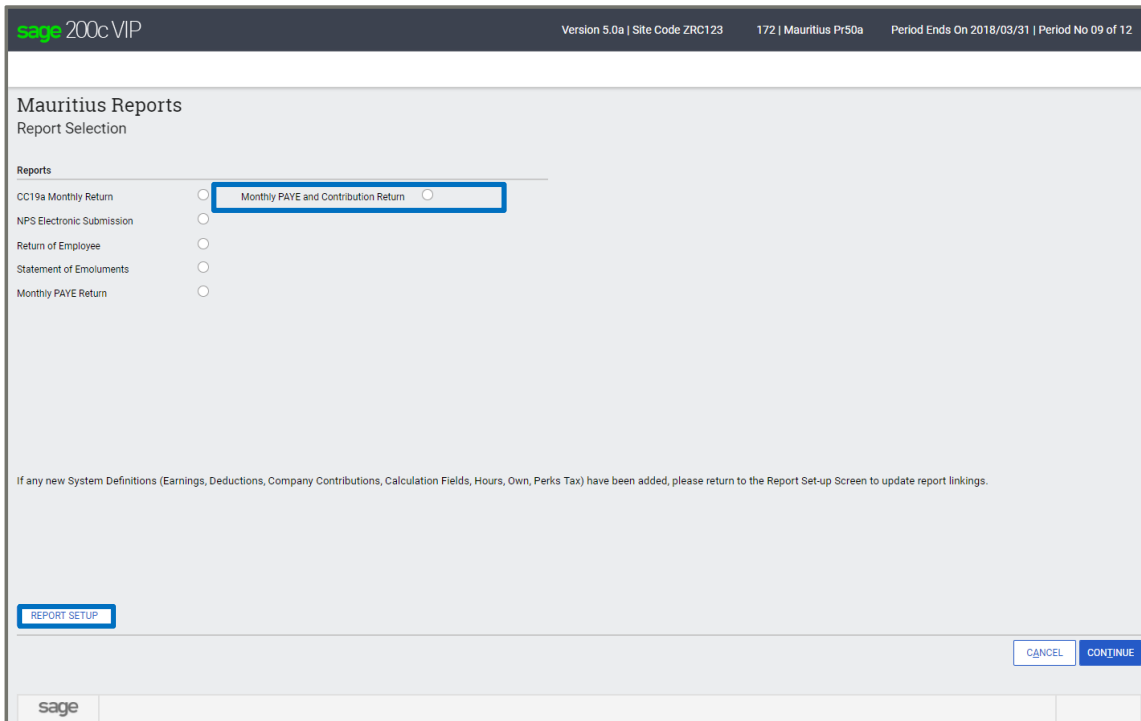 sage 200c VIP Version 5.0a | Site Code ZRC123 172 | Mauritius Pr50a Period Ends On 2018/03/31 | Period No 09 of 12
Mauritius Reports
Report Selection
Reports
CC19a Monthly Return Monthly PAYE and Contribution Return
NPS Electronic Submission
Return of Employee
Statement of Emoluments
Monthly PAYE Return
If any new System Definitions (Earnings, Deductions, Company Contributions, Calculation Fields, Hours, Own, Perks Tax) have been added, please return to the Report Set-up Screen to update report linkings.
REPORT SETUP
CANCEL CONTINUE
sage